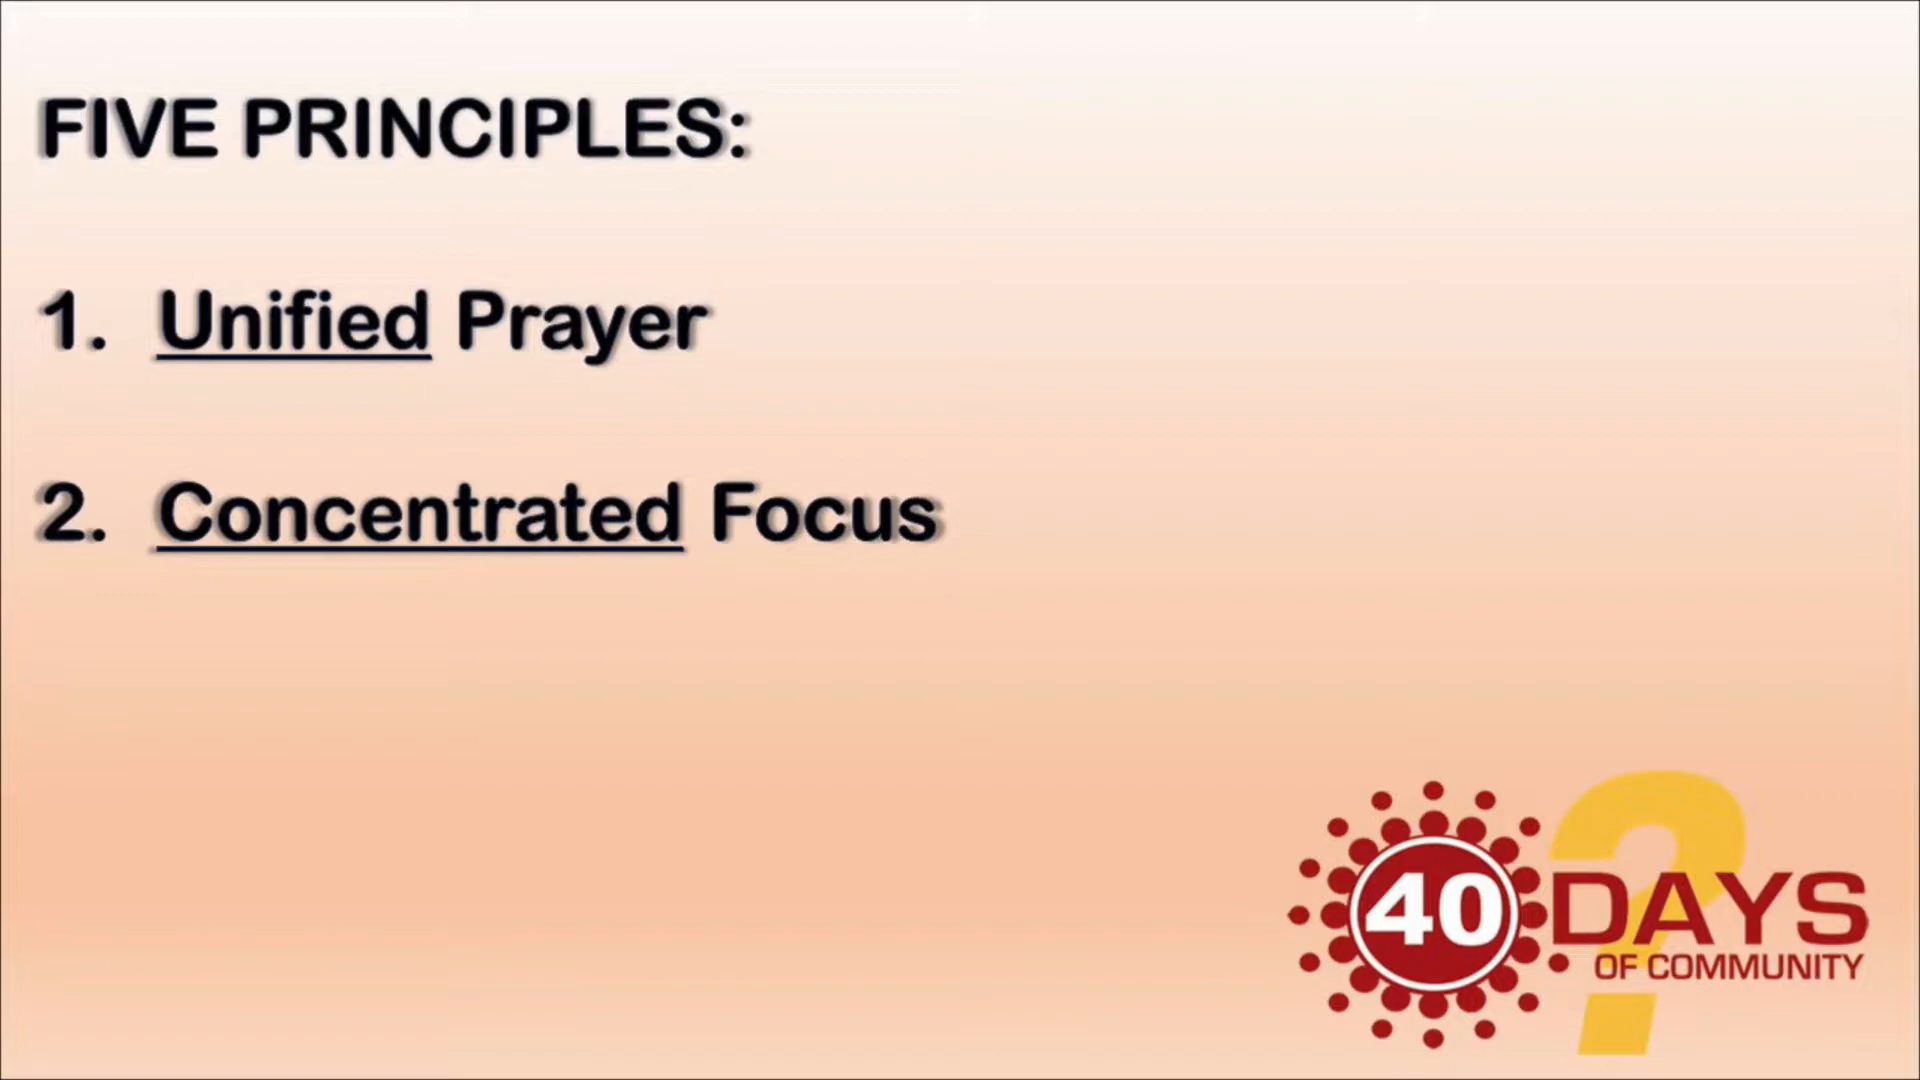 FIVE PRINCIPLES:
1. Unified Prayer
2. Concentrated Focus
40 DAYS
OF COMMUNITY
?